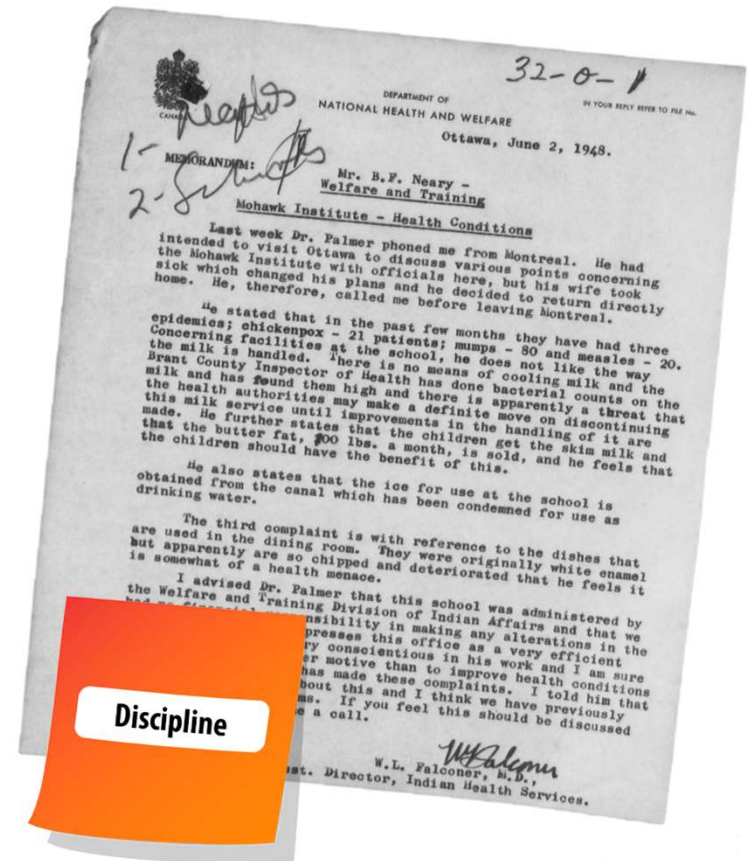 32-0-1
CANADA
DEPARTMENT OF
NATIONAL HEALTH AND WELFARE
IN YOUR REPLY REFER TO FILE No.
Ottawa, June 2, 1948.
1-
MEMORANDUM:
2-
Mr. B.F. Neary -
Welfare and Training
Mohawk Institute - Health Conditions
Last week Dr. Palmer phoned me from Montreal. He had
intended to visit Ottawa to discuss various points concerning
the Mohawk Institute with officials here, but his wife took
sick which changed his plans and he decided to return directly
home. He, therefore, called me before leaving Montreal.
He stated that in the past few months they have had three
epidemics; chickenpox - 21 patients; mumps - 80 and measles - 20.
Concerning facilities at the school, he does not like the way
the milk is handled. There is no means of cooling milk and the
Brant County Inspector of Health has done bacterial counts on the
milk and has found them high and there is apparently a threat that
the health authorities may make a definite move on discontinuing
this milk service until improvements in the handling of it are
made. He further states that the children get the skim milk and
that the butter fat, 200 lbs. a month, is sold, and he feels that
the children should have the benefit of this.
He also states that the ice for use at the school is
obtained from the canal which has been condemned for use as
drinking water.
The third complaint is with reference to the dishes that
are used in the dining room. They were originally white enamel
but apparently are so chipped and deteriorated that he feels it
is somewhat of a health menace.
I advised Dr. Palmer that this school was administered by
the Welfare and Training Division of Indian Affairs and that we
had no financial responsibility in making any alterations in the
presses this office as a very efficient
ry conscientious in his work and I am sure
er motive than to improve health conditions
has made these complaints. I told him that
bout this and I think we have previously
ms. If you feel this should be discussed
e a call.
W.L. Falconer, M.D.,
sst. Director, Indian Health Services.
Discipline